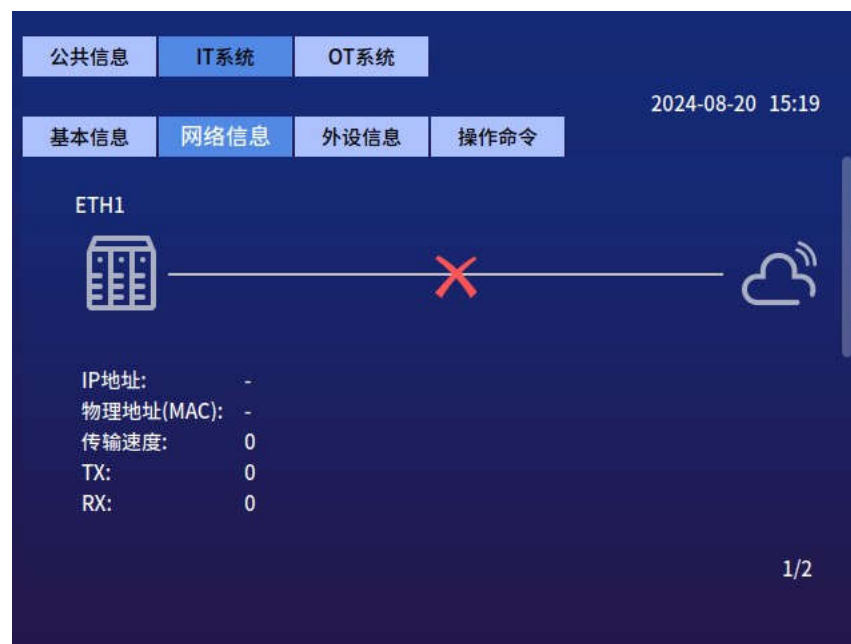 公共信息 IT系统 OT系统
2024-08-20 15:19
基本信息 网络信息 外设信息 操作命令
ETH1
IP地址: -
物理地址(MAC): -
传输速度: 0
TX: 0
RX: 0
1/2